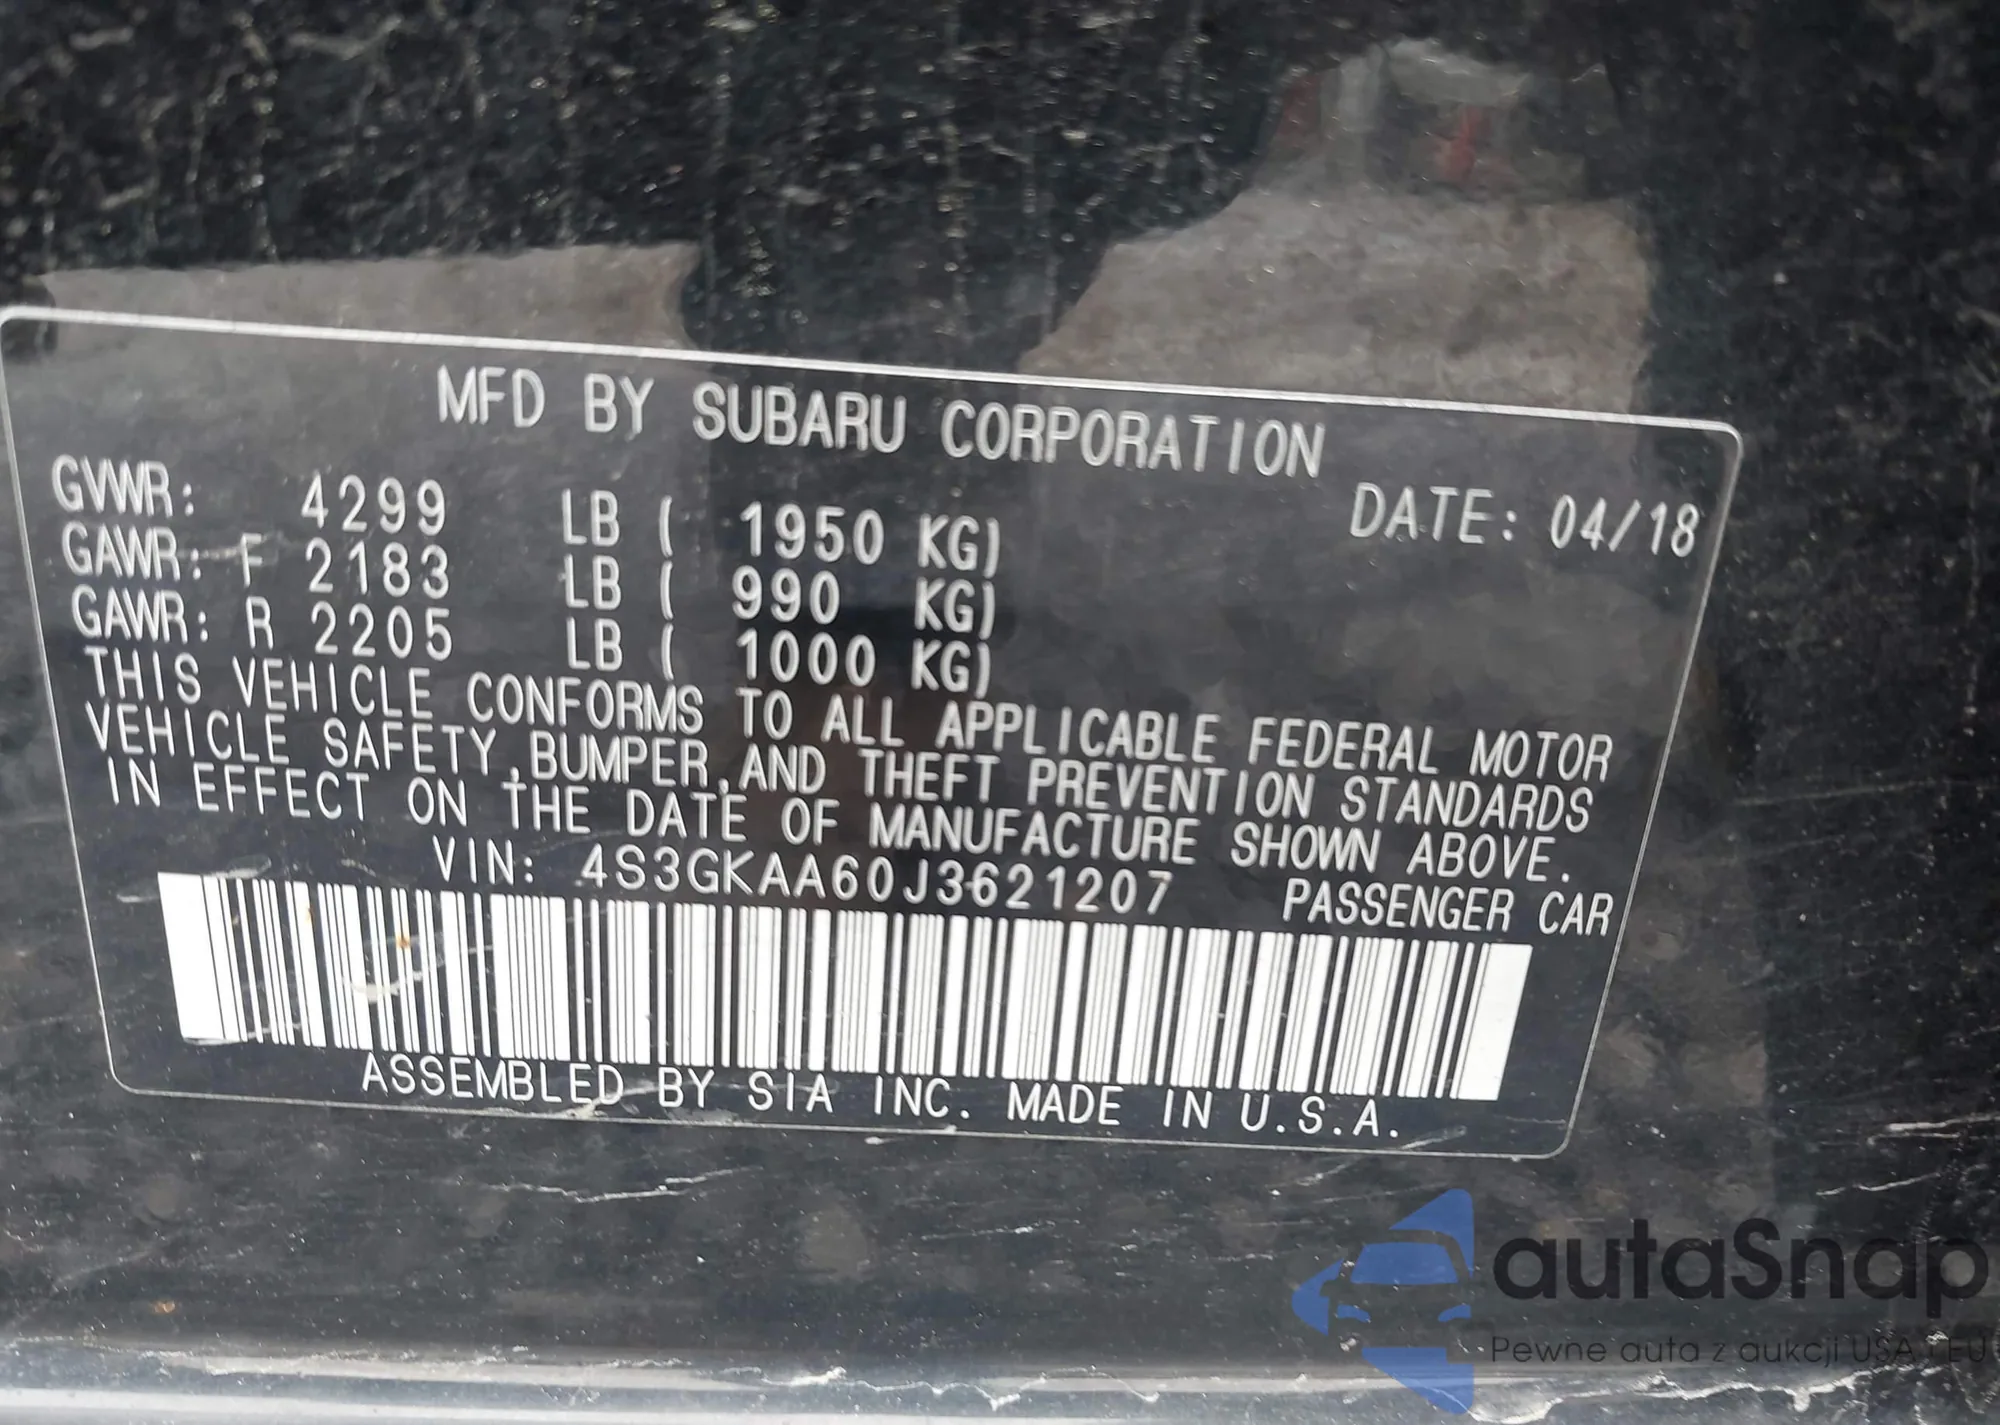 MFD BY SUBARU CORPORATION
GVWR: 4299 LB ( 1950 KG) DATE: 04/18
GAWR: F 2183 LB ( 990 KG)
GAWR: R 2205 LB ( 1000 KG)
THIS VEHICLE CONFORMS TO ALL APPLICABLE FEDERAL MOTOR
VEHICLE SAFETY,BUMPER,AND THEFT PREVENTION STANDARDS
IN EFFECT ON THE DATE OF MANUFACTURE SHOWN ABOVE.
VIN: 4S3GKAA60J3621207 PASSENGER CAR
ASSEMBLED BY SIA INC. MADE IN U.S.A.
autaSnap
Pewne auta z aukcji USA i EU